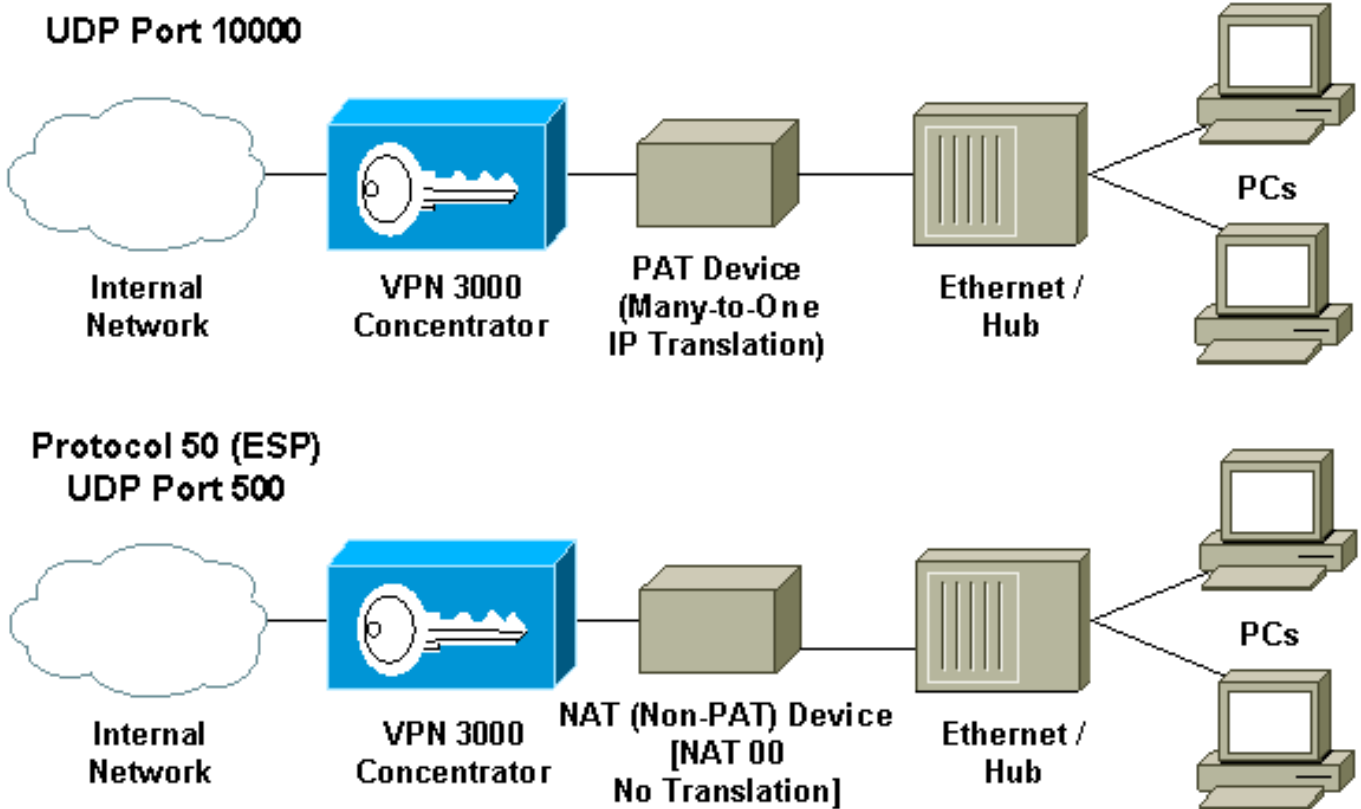 UDP Port 10000
PCs
Internal
Network
VPN 3000
Concentrator
PAT Device
(Many-to-One
IP Translation)
Ethernet /
Hub
Protocol 50 (ESP)
UDP Port 500
PCs
Internal
Network
VPN 3000
Concentrator
NAT (Non-PAT) Device
[NAT 00
No Translation]
Ethernet /
Hub